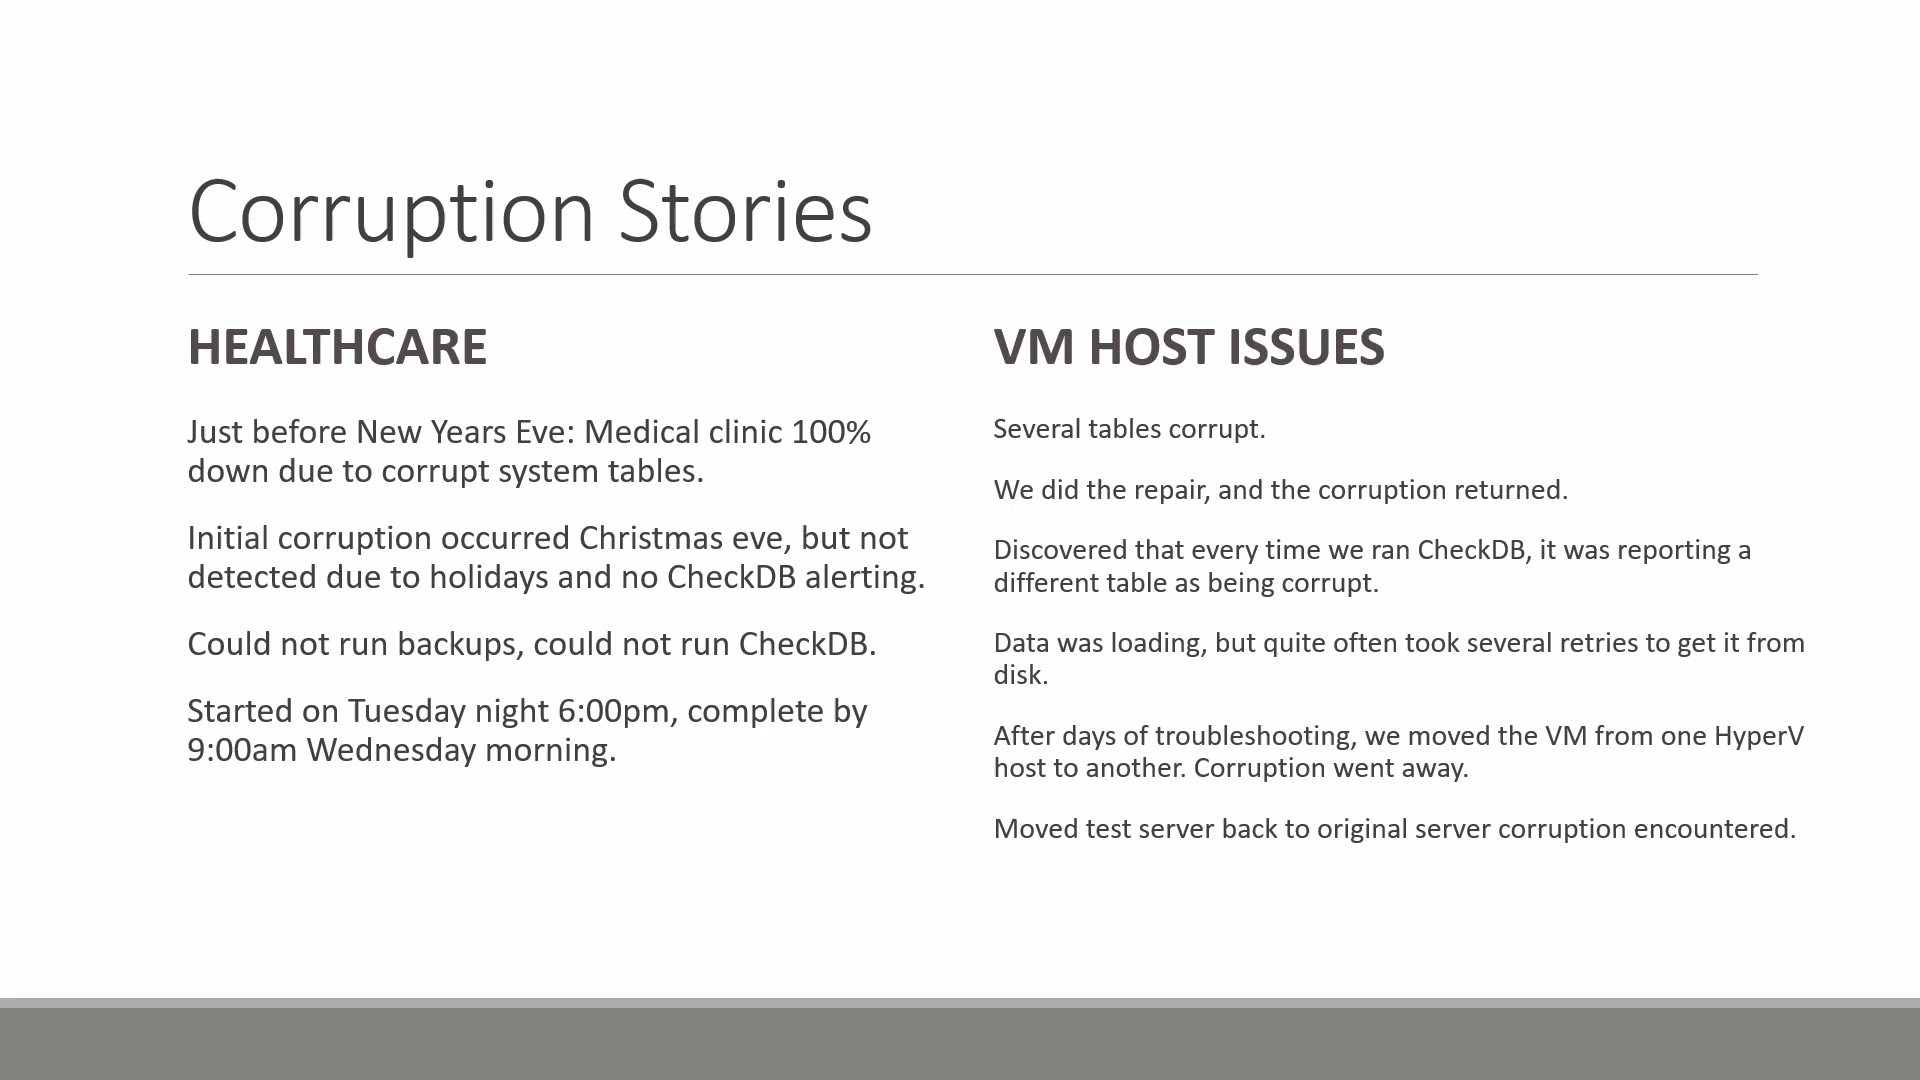 Corruption Stories
HEALTHCARE
Just before New Years Eve: Medical clinic 100%
down due to corrupt system tables.
Initial corruption occurred Christmas eve, but not
detected due to holidays and no CheckDB alerting.
Could not run backups, could not run CheckDB.
Started on Tuesday night 6:00pm, complete by
9:00am Wednesday morning.
VM HOST ISSUES
Several tables corrupt.
We did the repair, and the corruption returned.
Discovered that every time we ran CheckDB, it was reporting a
different table as being corrupt.
Data was loading, but quite often took several retries to get it from
disk.
After days of troubleshooting, we moved the VM from one HyperV
host to another. Corruption went away.
Moved test server back to original server corruption encountered.